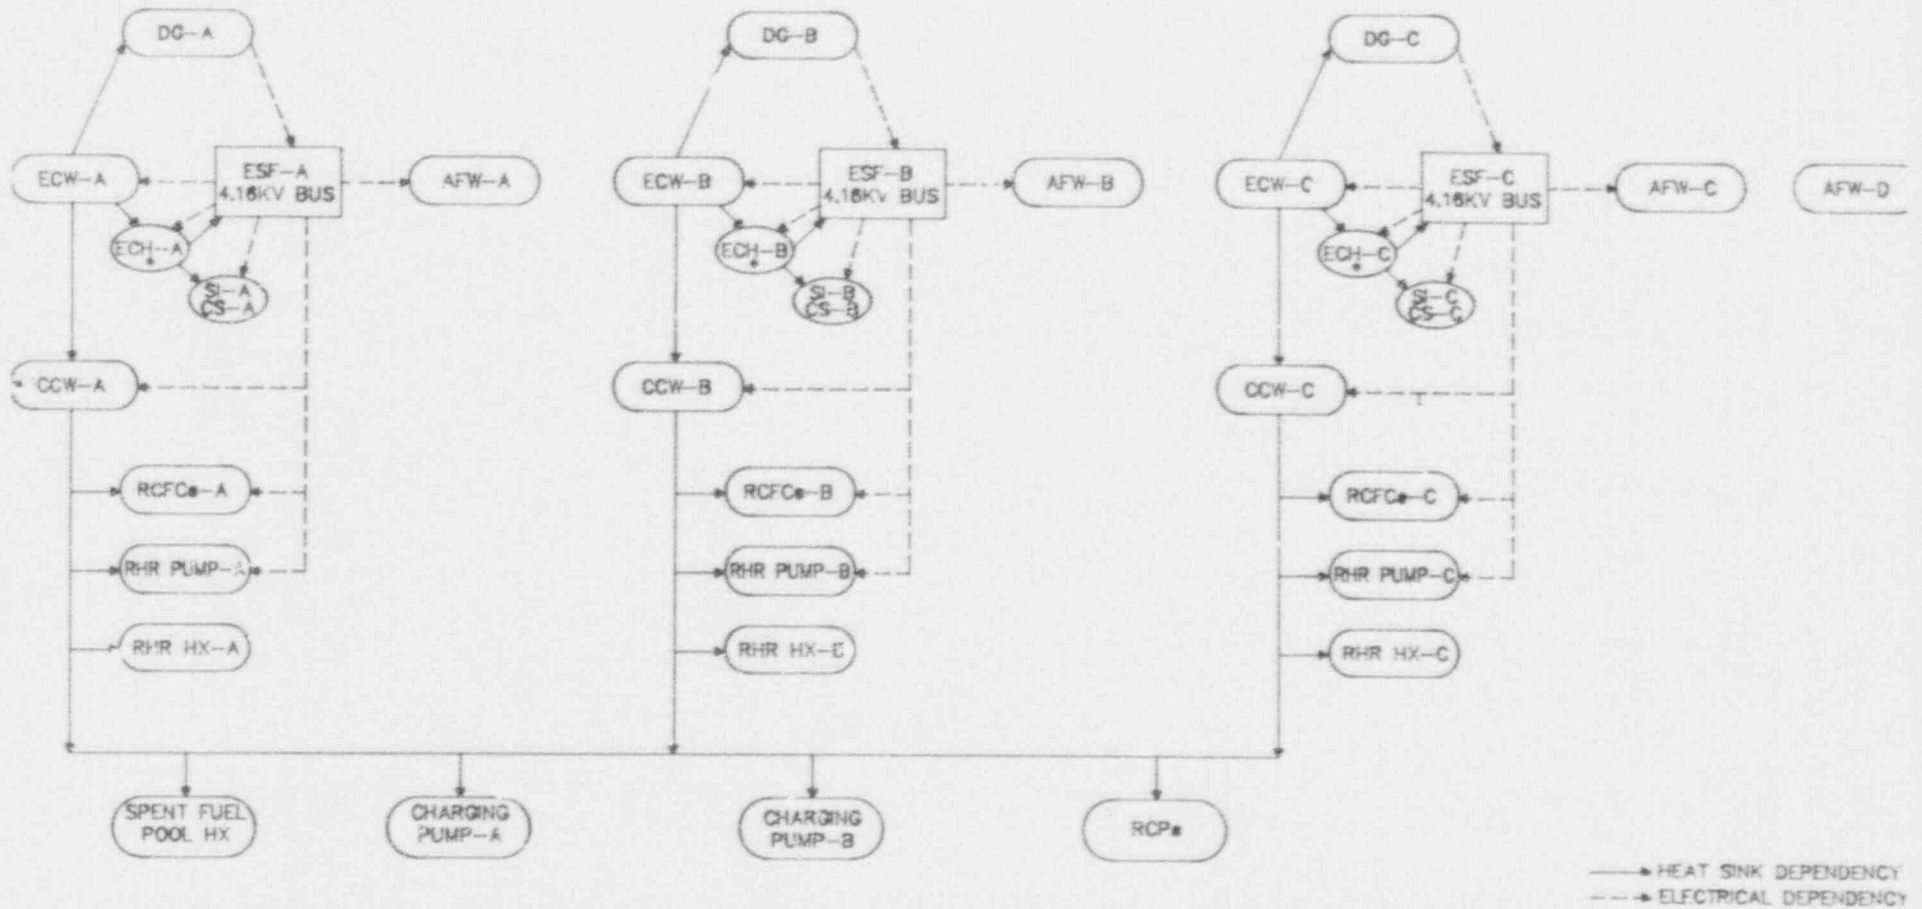 DG-A
DG-B
DG-C
ECW-A
ESF-A
4.16KV BUS
AFW-A
ECW-B
ESF-B
4.16KV BUS
AFW-B
ECW-C
ESF-C
4.16KV BUS
AFW-C
AFW-D
ECH-A
*
ECH-B
*
ECH-C
*
SI-A
CS-A
SI-B
CS-B
SI-C
CS-C
CCW-A
CCW-B
CCW-C
RCFCs-A
RCFCs-B
RCFCs-C
RHR PUMP-A
RHR PUMP-B
RHR PUMP-C
RHR HX-A
RHR HX-B
RHR HX-C
SPENT FUEL
POOL HX
CHARGING
PUMP-A
CHARGING
PUMP-B
RCPs
HEAT SINK DEPENDENCY
ELECTRICAL DEPENDENCY